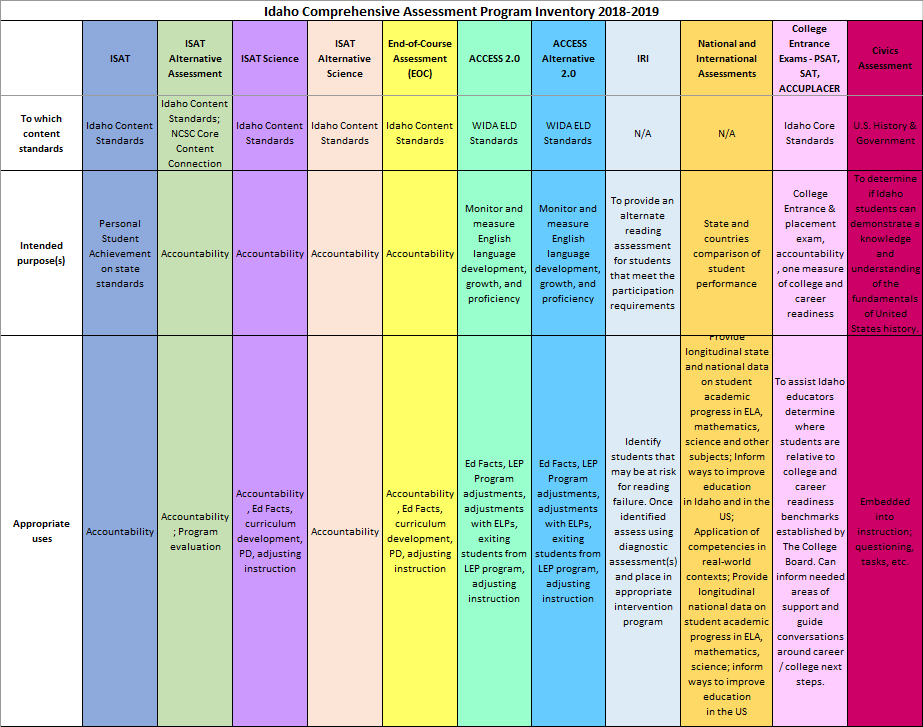 Idaho Comprehensive Assessment Program Inventory 2018-2019
ISAT
ISAT
Alternative
Assessment
ISAT Science
ISAT
Alternative
Science
End-of-Course
Assessment
(EOC)
ACCESS 2.0
ACCESS
Alternative
2.0
IRI
National and
International
Assessments
College
Entrance
Exams - PSAT,
SAT,
ACCUPLACER
Civics
Assessment
To which
content
standards
Idaho Content
Standards
Idaho Content
Standards;
NCSC Core
Content
Connection
Idaho Content
Standards
Idaho Content
Standards
Idaho Content
Standards
WIDA ELD
Standards
WIDA ELD
Standards
N/A
N/A
Idaho Core
Standards
U.S. History &
Government
Intended
purpose(s)
Personal
Student
Achievement
on state
standards
Accountability
Accountability
Accountability
Accountability
Monitor and
measure
English
language
development,
growth, and
proficiency
Monitor and
measure
English
language
development,
growth, and
proficiency
To provide an
alternate
reading
assessment
for students
that meet the
participation
requirements
State and
countries
comparison of
student
performance
College
Entrance &
placement
exam,
accountability
, one measure
of college and
career
readiness
To determine
if Idaho
students can
demonstrate a
knowledge
and
understanding
of the
fundamentals
of United
States history.
Appropriate
uses
Accountability
Accountability
; Program
evaluation
Accountability
, Ed Facts,
curriculum
development,
PD, adjusting
instruction
Accountability
Accountability
, Ed Facts,
curriculum
development,
PD, adjusting
instruction
Ed Facts, LEP
Program
adjustments,
adjustments
with ELPs,
exiting
students from
LEP program,
adjusting
instruction
Ed Facts, LEP
Program
adjustments,
adjustments
with ELPs,
exiting
students from
LEP program,
adjusting
instruction
Identify
students that
may be at risk
for reading
failure. Once
identified
assess using
diagnostic
assessment(s)
and place in
appropriate
intervention
program
Provide
longitudinal state
and national data
on student
academic
progress in ELA,
mathematics,
science and other
subjects; Inform
ways to improve
education
in Idaho and in the
US;
Application of
competencies in
real-world
contexts; Provide
longitudinal
national data on
student academic
progress in ELA,
mathematics,
science; inform
ways to improve
education
in the US
To assist Idaho
educators
determine
where
students are
relative to
college and
career
readiness
benchmarks
established by
The College
Board. Can
inform needed
areas of
support and
guide
conversations
around career
/ college next
steps.
Embedded
into
instruction;
questioning,
tasks, etc.